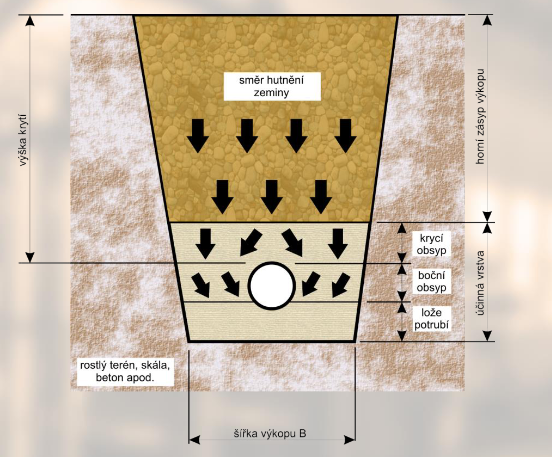 směr hutnění
zeminy
výška krytí
horní zásyp výkopu
krycí
obsyp
boční
obsyp
lože
potrubí
účinná vrstva
rostlý terén, skála,
beton apod.
šířka výkopu B